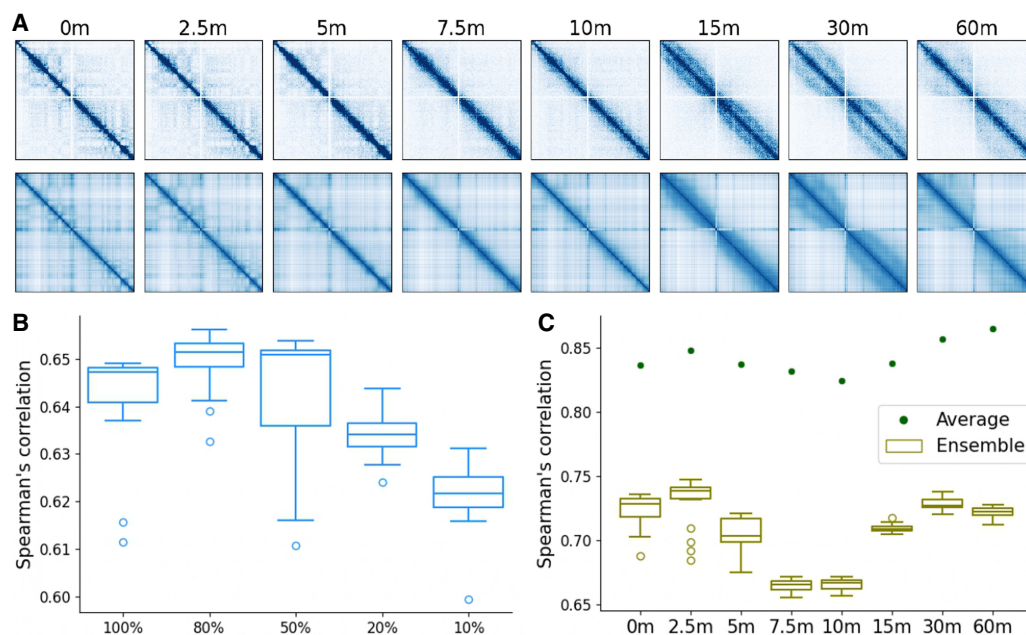 A
0m 2.5m 5m 7.5m 10m 15m 30m 60m
B
Spearman's correlation
0.65
0.64
0.63
0.62
0.61
0.60
100% 80% 50% 20% 10%
C
Spearman's correlation
0.85
0.80
0.75
0.70
0.65
Average
Ensemble
0m 2.5m 5m 7.5m 10m 15m 30m 60m